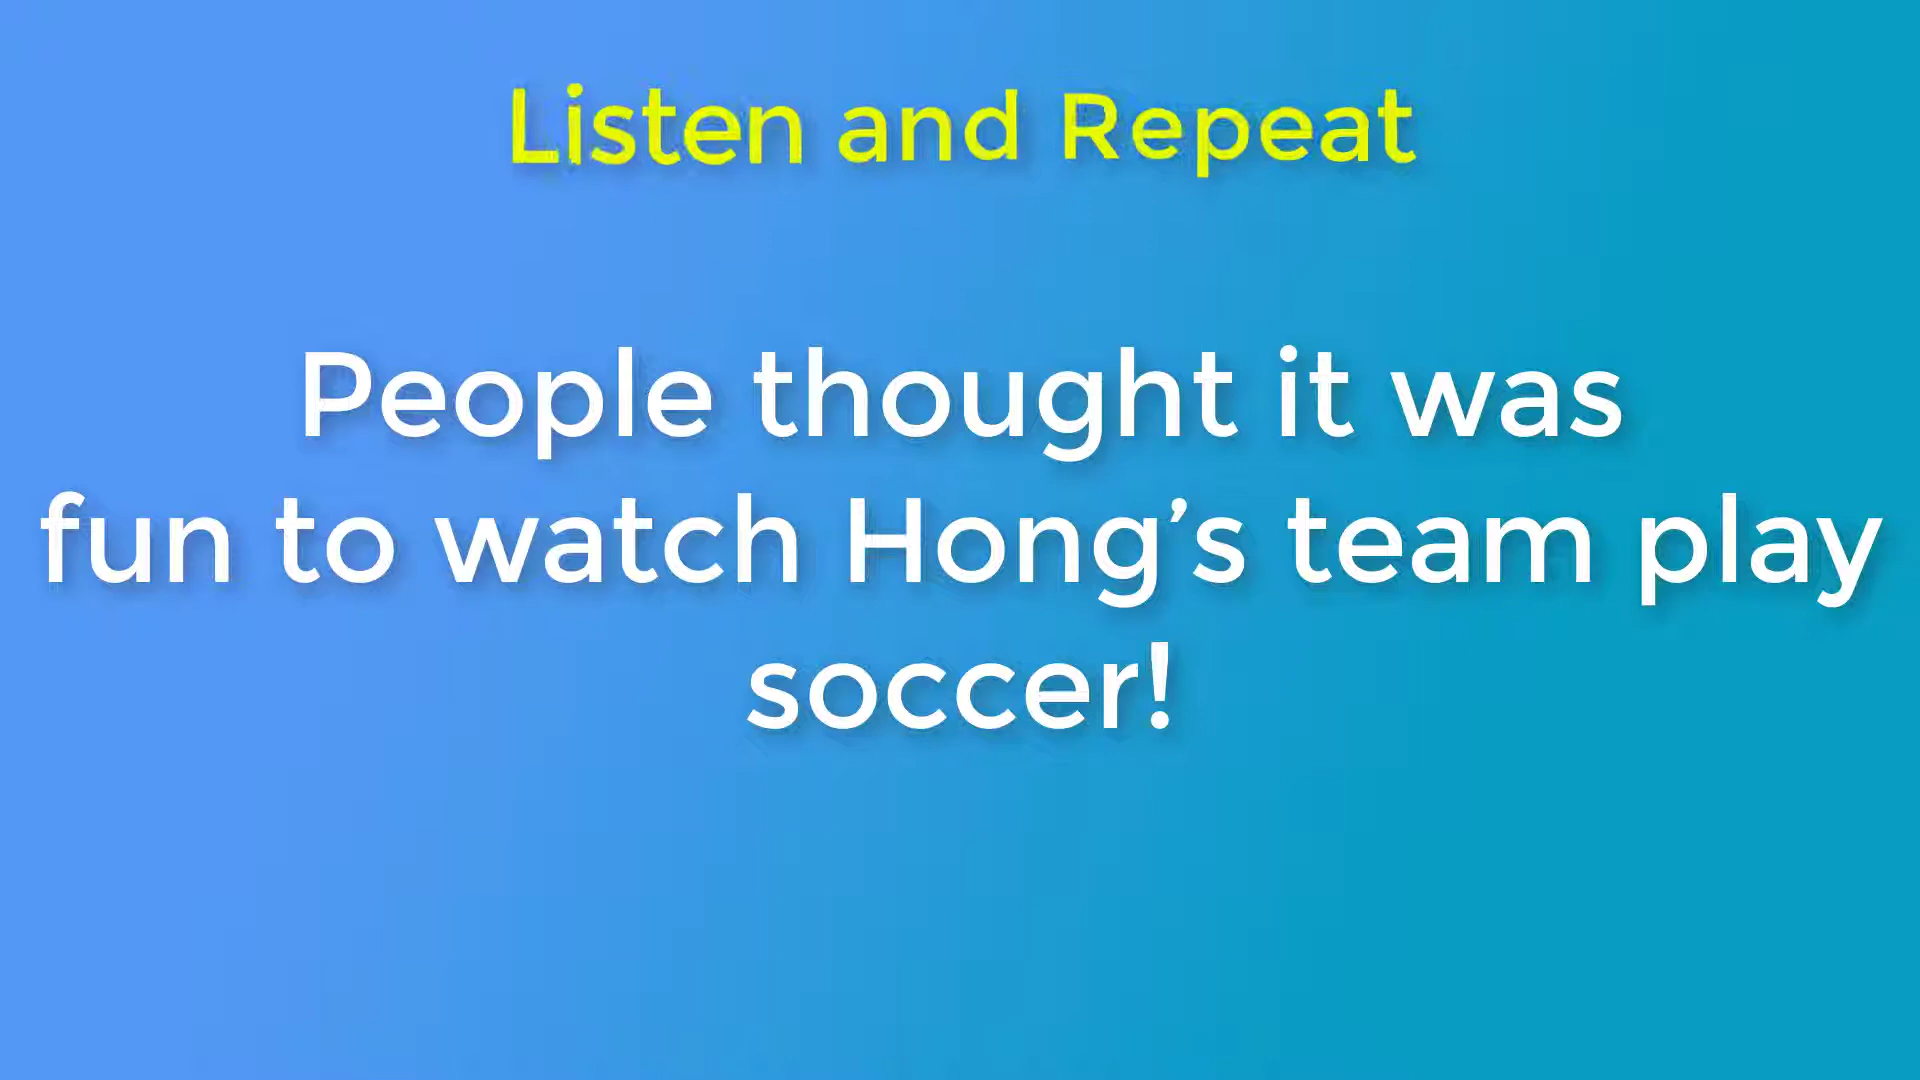 Listen and Repeat
People thought it was
fun to watch Hong’s team play
soccer!